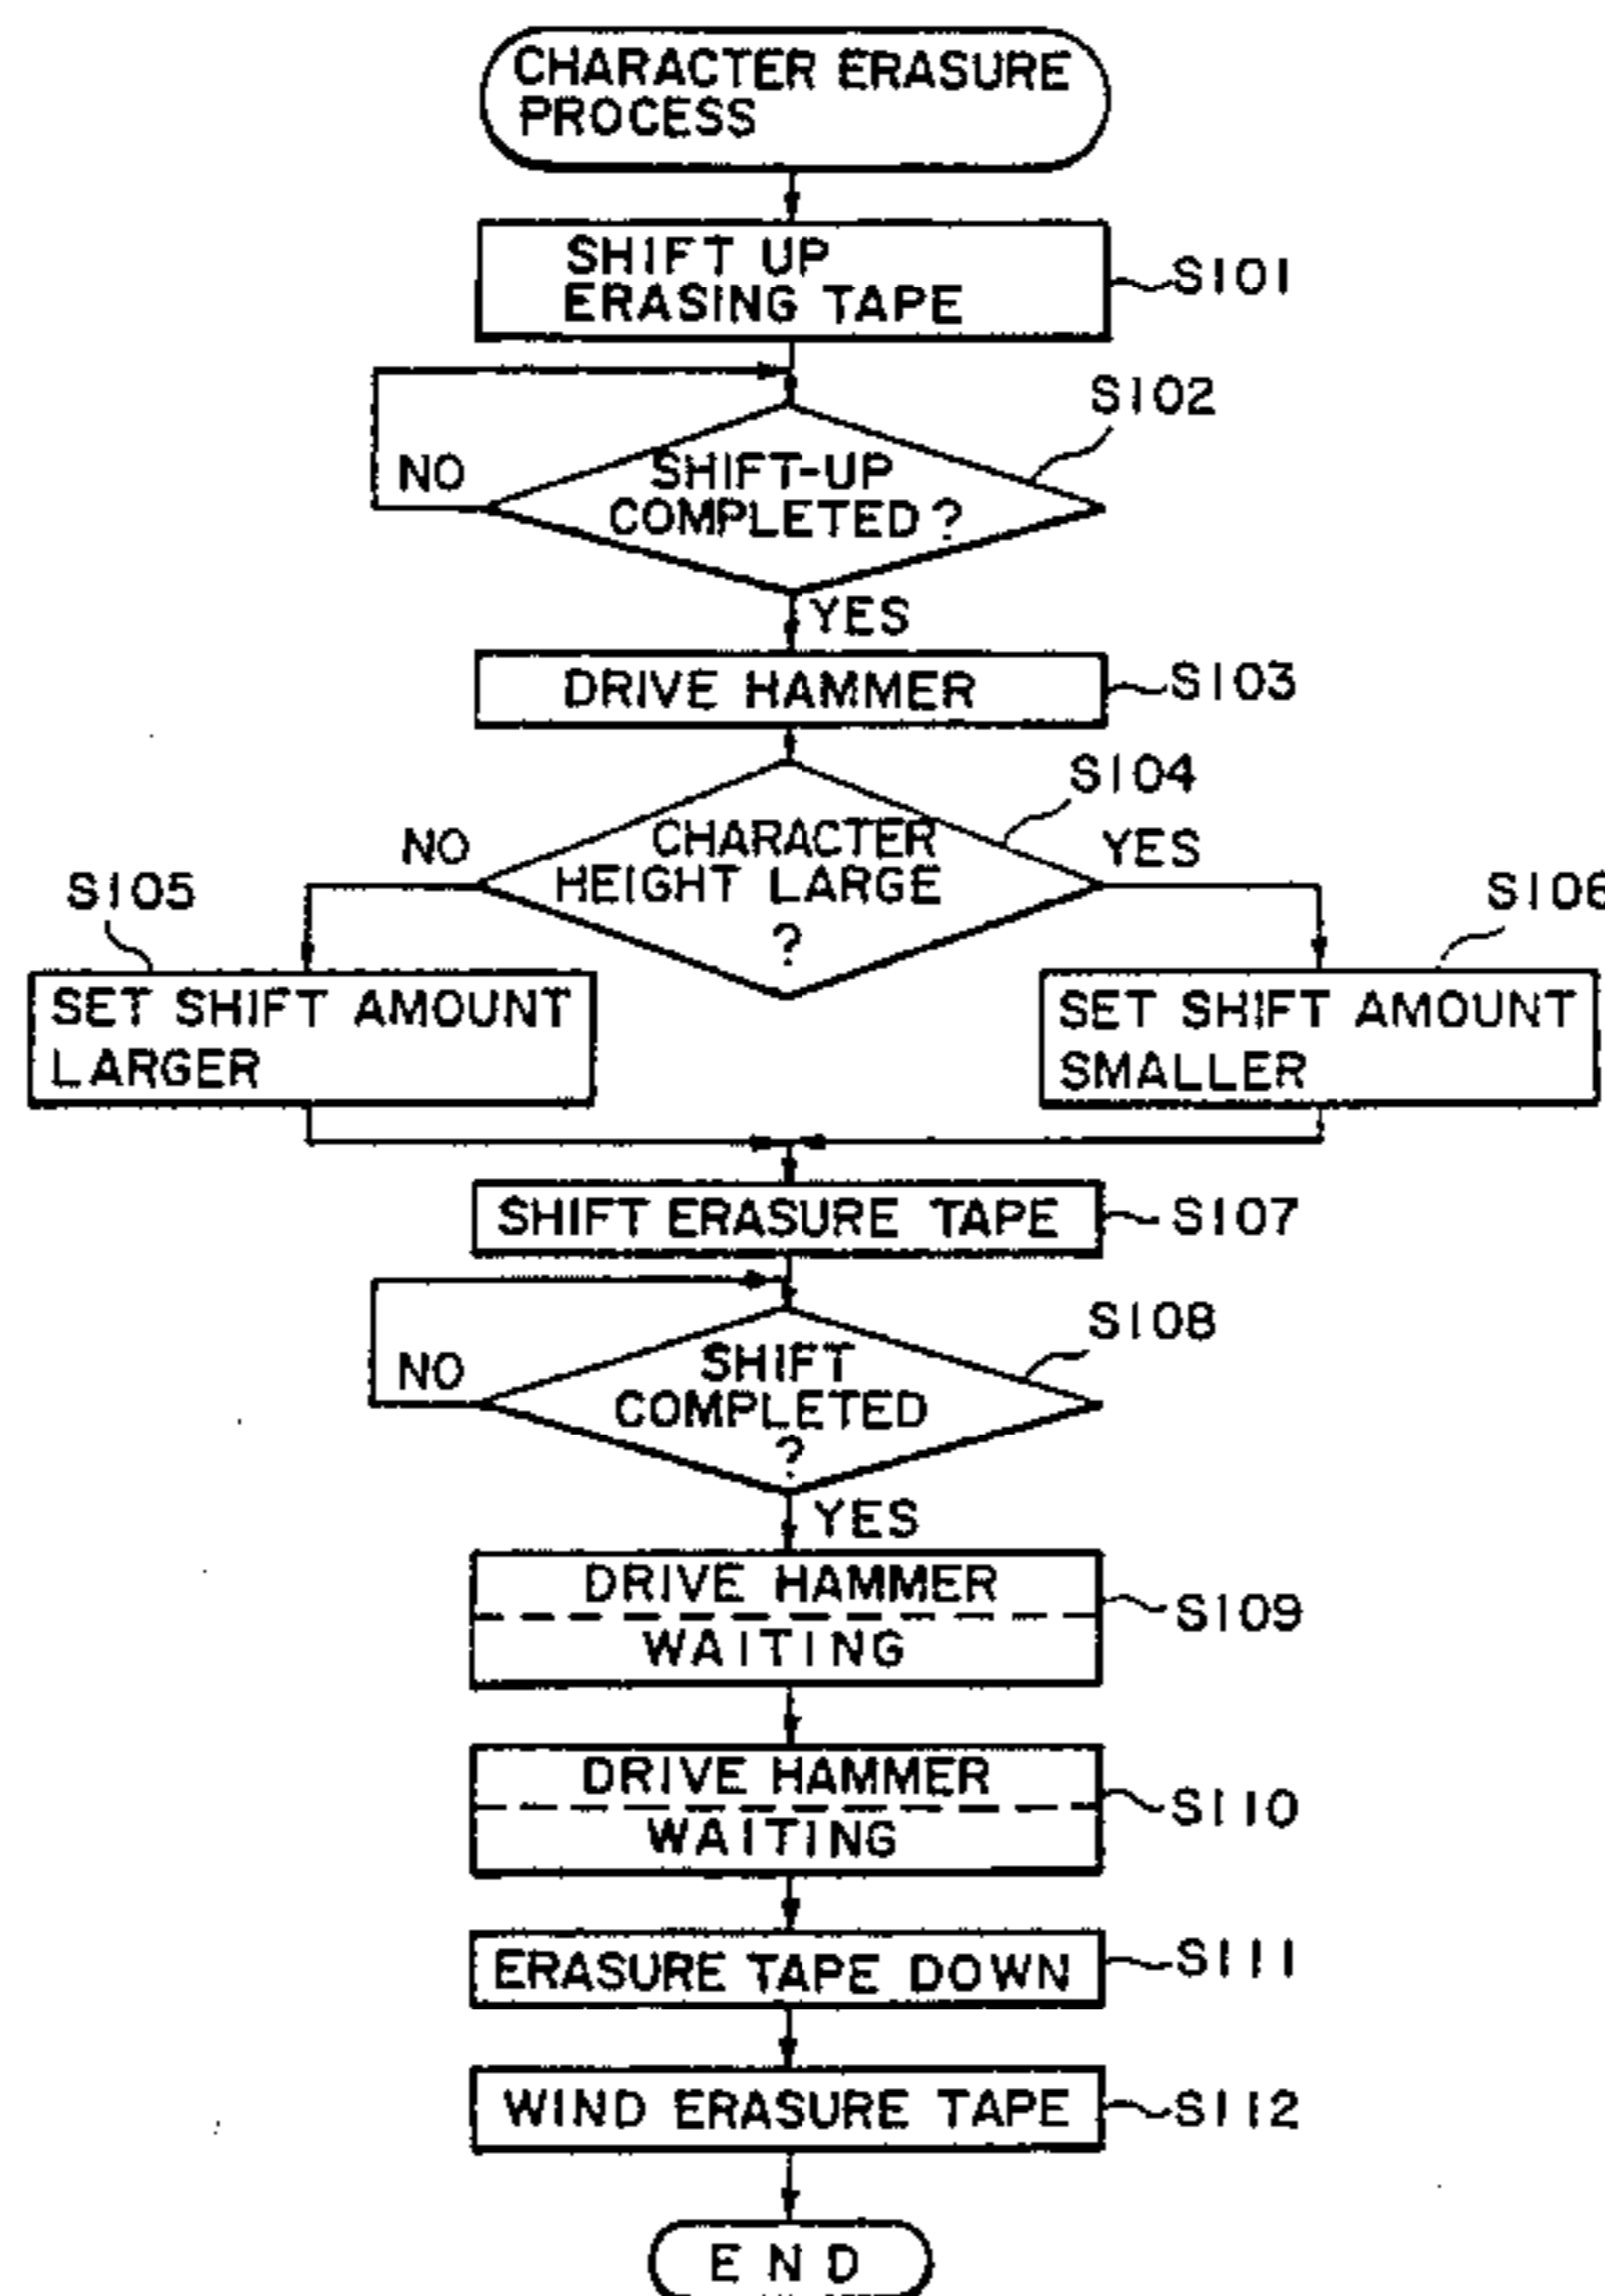 CHARACTER ERASURE
PROCESS
SHIFT UP
ERASING TAPE
S101
S102
NO
SHIFT-UP
COMPLETED?
YES
DRIVE HAMMER
S103
S104
NO
CHARACTER
HEIGHT LARGE
?
YES
S105
S106
SET SHIFT AMOUNT
LARGER
SET SHIFT AMOUNT
SMALLER
SHIFT ERASURE TAPE
S107
S108
NO
SHIFT
COMPLETED
?
YES
DRIVE HAMMER
WAITING
S109
DRIVE HAMMER
WAITING
S110
ERASURE TAPE DOWN
S111
WIND ERASURE TAPE
S112
END